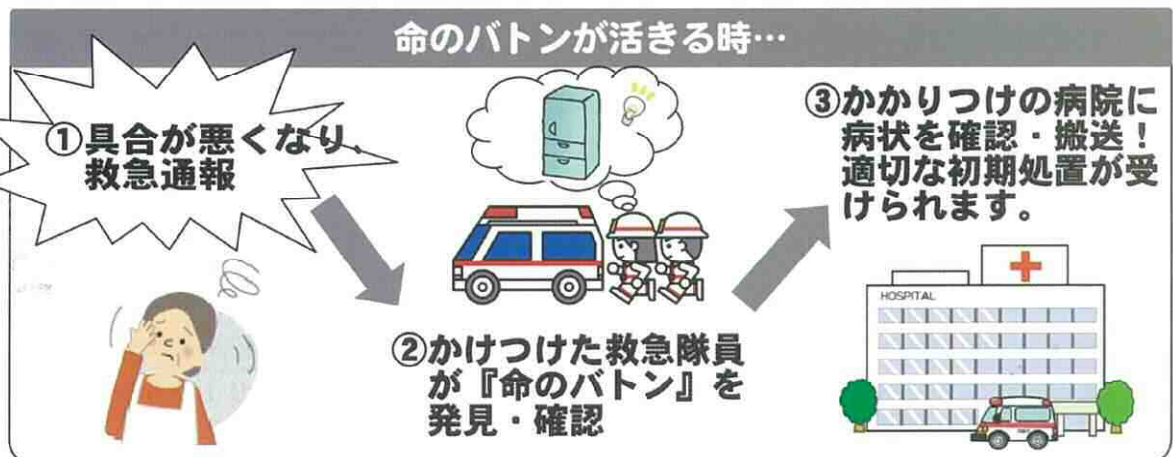 命のバトンが活きる時…
①具合が悪くなり、
救急通報
②かけつけた救急隊員
が『命のバトン』を
発見・確認
③かかりつけの病院に
病状を確認・搬送！
適切な初期処置が受
けられます。
HOSPITAL